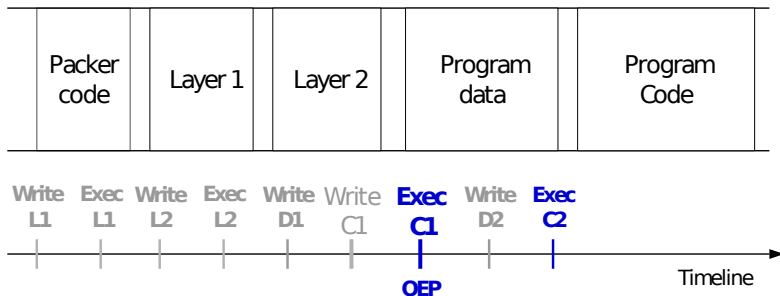 Packer code
Layer 1
Layer 2
Program data
Program Code
Write L1
Exec L1
Write L2
Exec L2
Write D1
Write C1
Exec C1
Write D2
Exec C2
OEP
Timeline